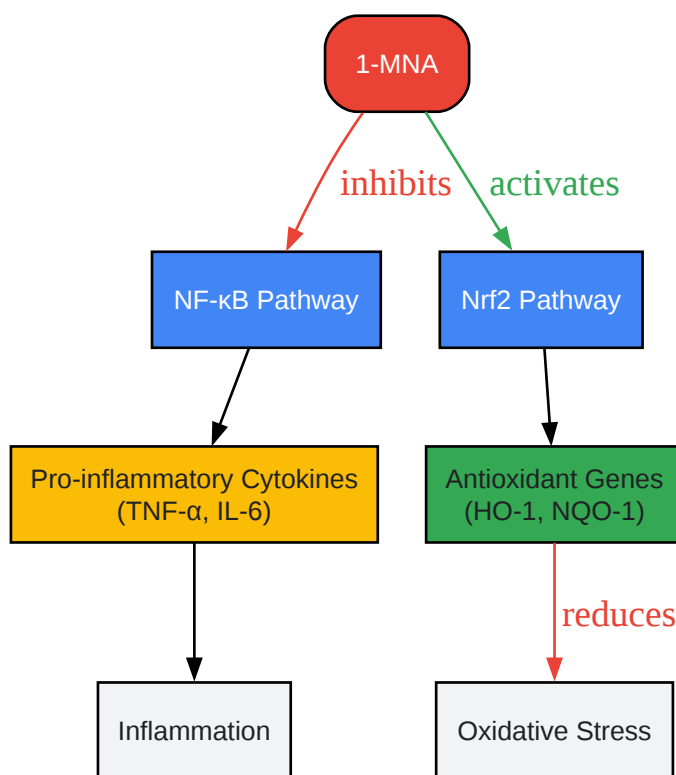 1-MNA
inhibits
activates
NF-κB Pathway
Nrf2 Pathway
Pro-inflammatory Cytokines
(TNF-α, IL-6)
Antioxidant Genes
(HO-1, NQO-1)
reduces
Inflammation
Oxidative Stress